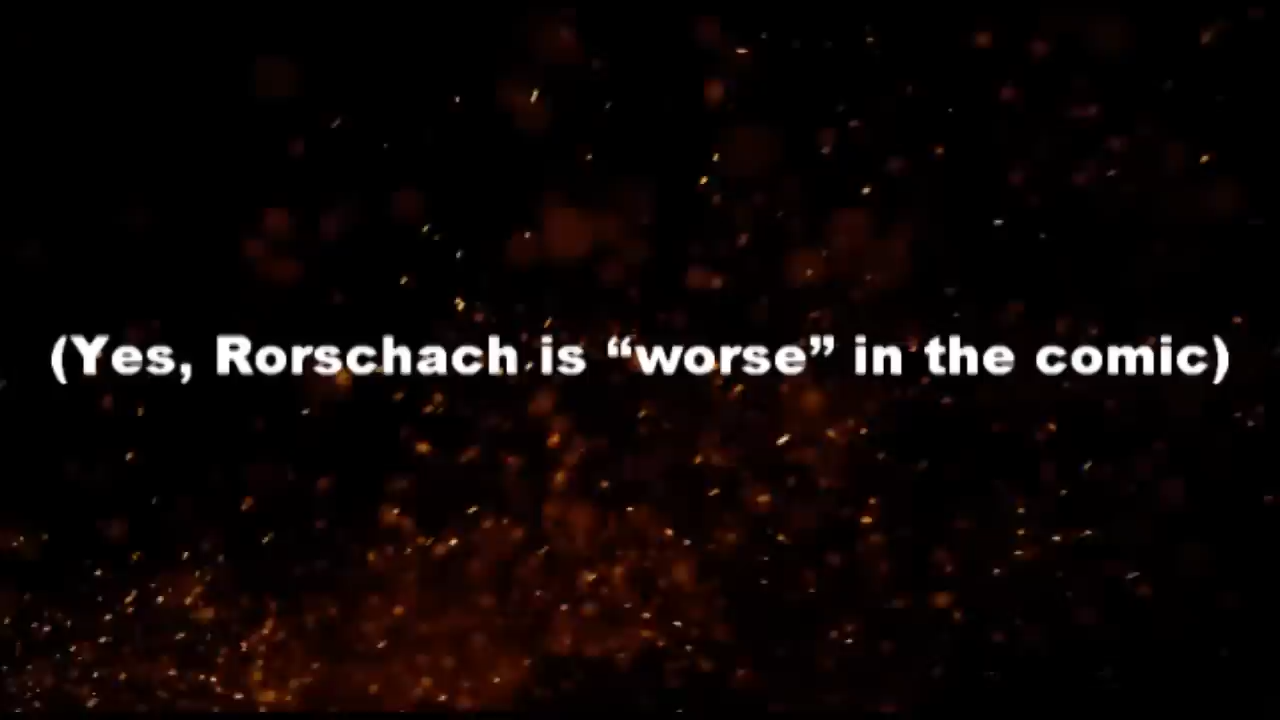 (Yes, Rorschach is “worse” in the comic)